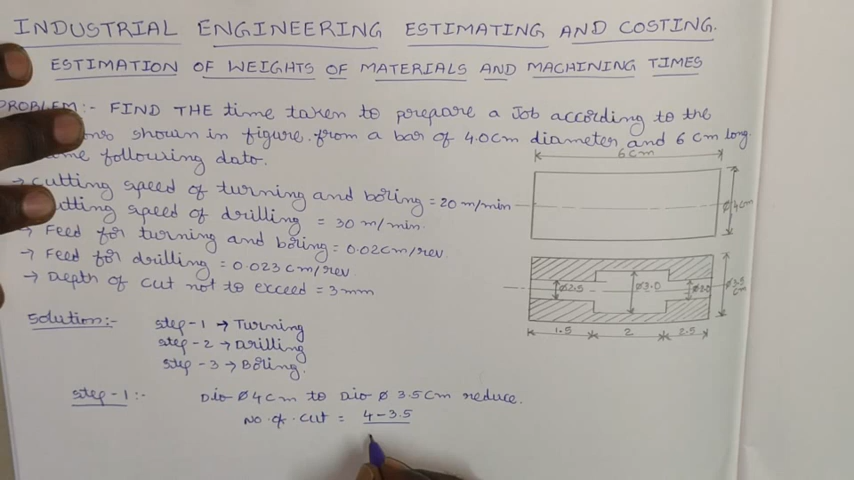 INDUSTRIAL ENGINEERING ESTIMATING AND COSTING.
ESTIMATION OF WEIGHTS OF MATERIALS AND MACHINING TIMES
PROBLEM:- FIND THE time taken to prepare a Job according to the
shown in figure from a bar of 4.0cm diameter and 6 cm long.
following data.
→ Cutting speed of turning and boring = 20 m/min
Cutting speed of drilling = 30 m/min.
→ Feed for turning and boring = 0.02cm/rev
→ Feed for drilling = 0.023 cm/rev
→ Depth of cut not to exceed = 3mm
6 cm
Ø4cm
Ø2.5
Ø3.0
Ø2.0
Ø3.5 cm
1.5 2 2.5
Solution:- step-1 → Turning
step-2 → Drilling
step-3 → Boring.
step-1:- Dia Ø4cm to Dia Ø 3.5cm reduce.
No. of. cut = 4-3.5